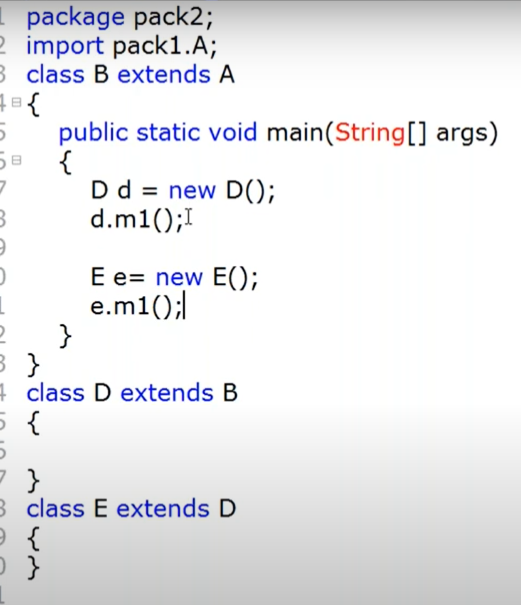 package pack2;
import pack1.A;
class B extends A
{
public static void main(String[] args)
{
D d = new D();
d.m1();
E e= new E();
e.m1();
}
}
class D extends B
{
}
class E extends D
{
}